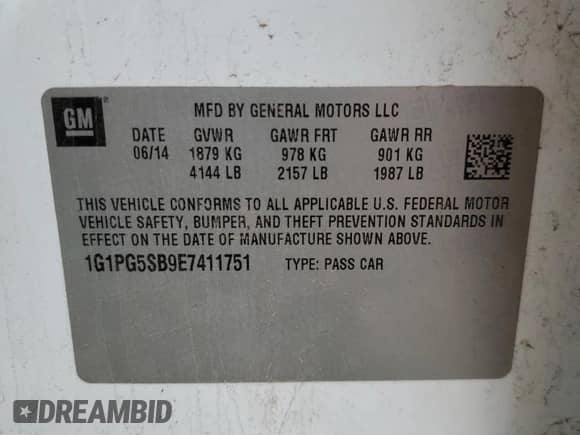 GM
MFD BY GENERAL MOTORS LLC
DATE GVWR GAWR FRT GAWR RR
06/14 1879 KG 978 KG 901 KG
4144 LB 2157 LB 1987 LB
THIS VEHICLE CONFORMS TO ALL APPLICABLE U.S. FEDERAL MOTOR
VEHICLE SAFETY, BUMPER, AND THEFT PREVENTION STANDARDS IN
EFFECT ON THE DATE OF MANUFACTURE SHOWN ABOVE.
1G1PG5SB9E7411751 TYPE: PASS CAR
DREAMBID